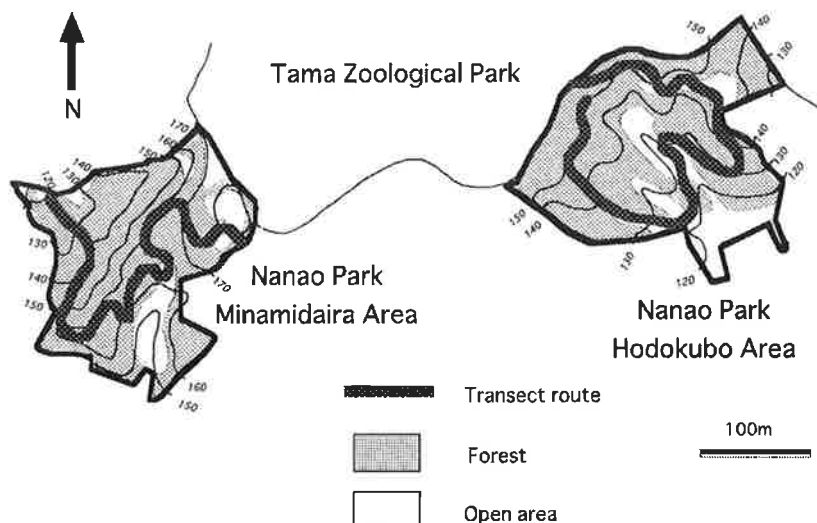 N
Tama Zoological Park
150
140
130
170
160
150
140
130
120
130
140
150
170
160
150
140
130
120
150
140
130
120
Nanao Park
Minamidaira Area
Nanao Park
Hodokubo Area
Transect route
Forest
Open area
100m